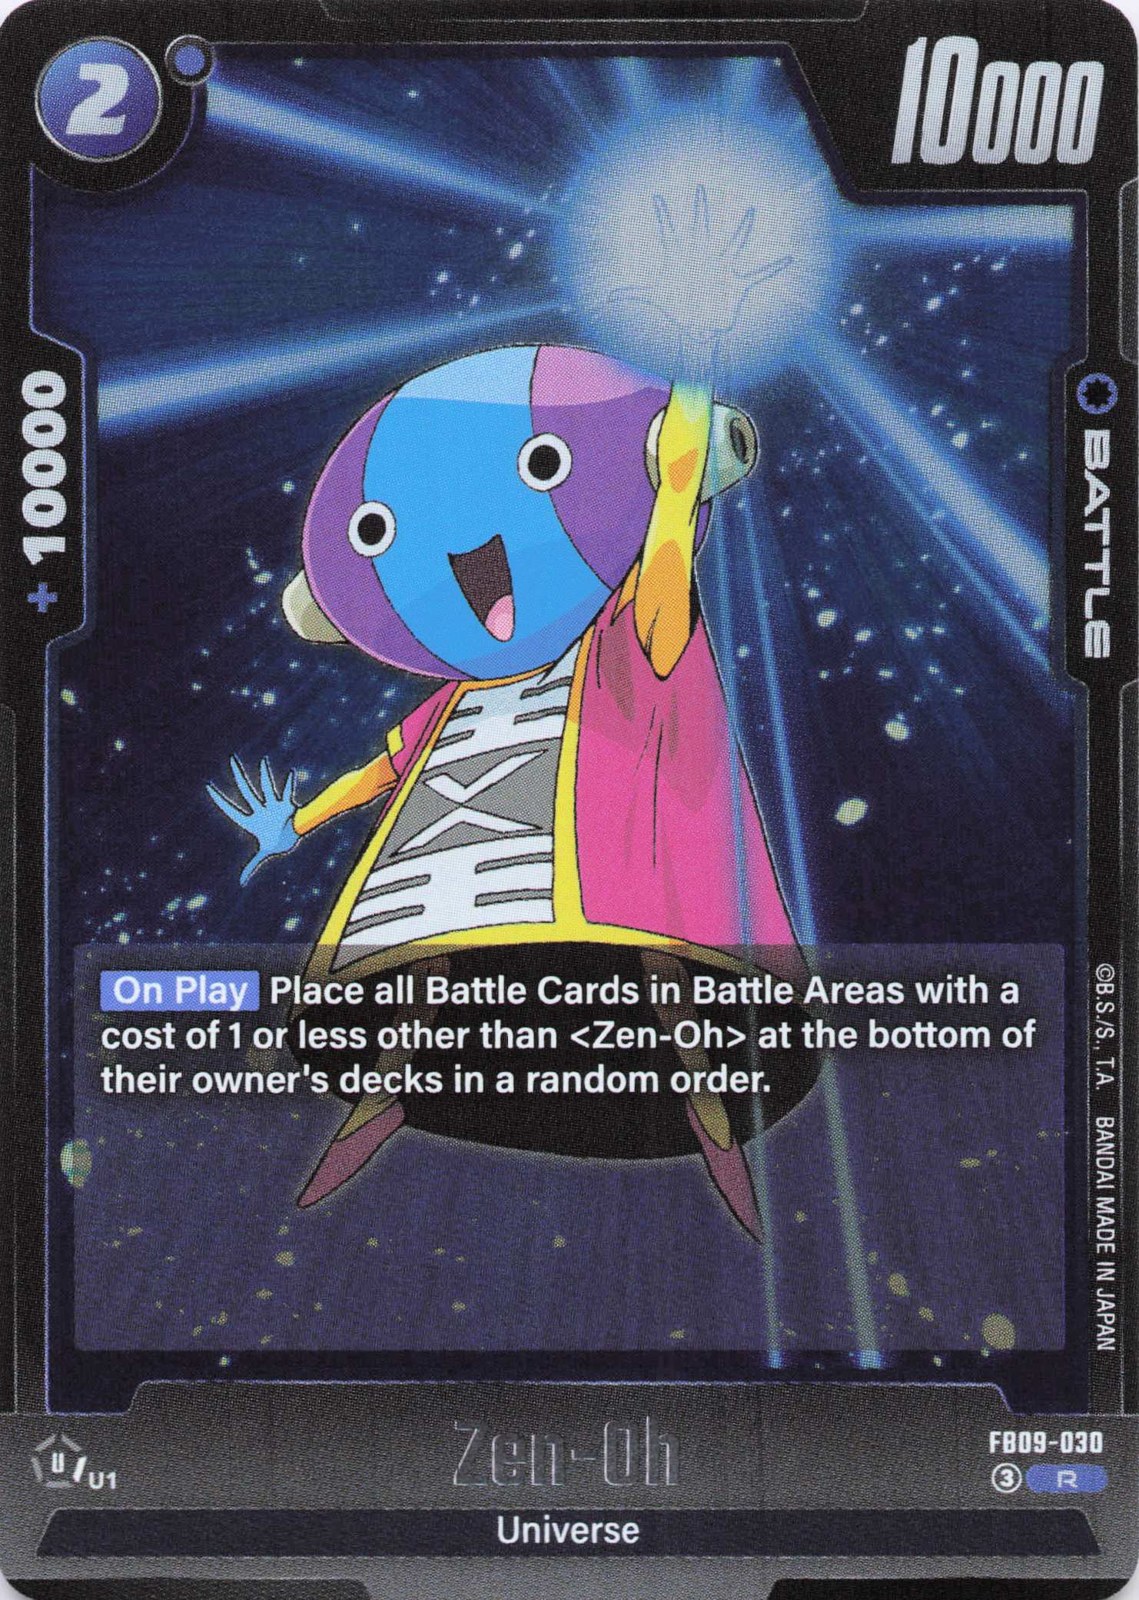 2
10000
+ 10000
BATTLE
On Play Place all Battle Cards in Battle Areas with a
cost of 1 or less other than <Zen-Oh> at the bottom of
their owner's decks in a random order.
©B.S./S., T.A BANDAI MADE IN JAPAN
U
U1
Zen-Oh
FB09-030
3 R
Universe